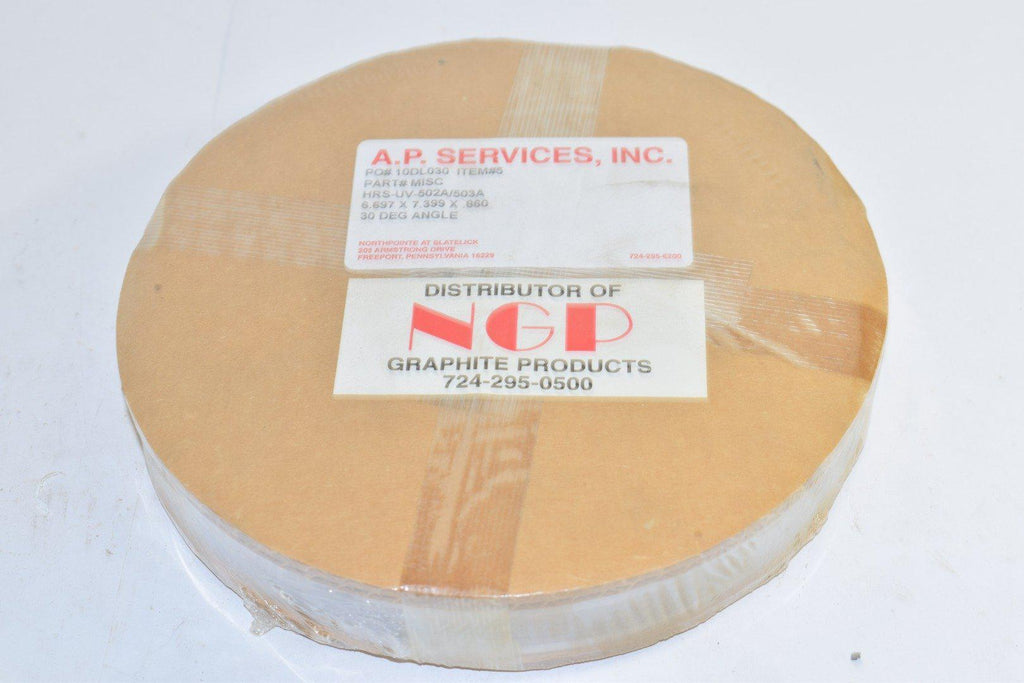 A.P. SERVICES, INC.
PO# 10DL030 ITEM#5
PART# MISC
HRS-UV-502A/503A
6.697 X 7.399 X .860
30 DEG ANGLE
NORTHPOINTE AT SLATELICK
203 ARMSTRONG DRIVE
FREEPORT, PENNSYLVANIA 16229
724-295-6200
DISTRIBUTOR OF
NGP
GRAPHITE PRODUCTS
724-295-0500